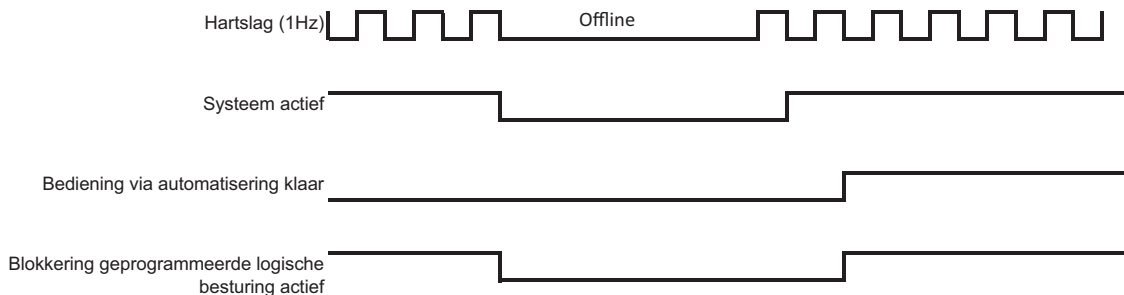 Hartslag (1Hz)
Offline
Systeem actief
Bediening via automatisering klaar
Blokkering geprogrammeerde logische
besturing actief